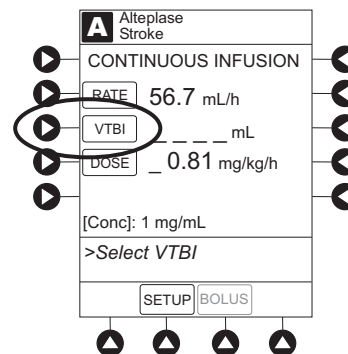 A Alteplase
Stroke
CONTINUOUS INFUSION
RATE 56.7 mL/h
VTBI _ _ _ _ mL
DOSE _ 0.81 mg/kg/h
[Conc]: 1 mg/mL
>Select VTBI
SETUP BOLUS